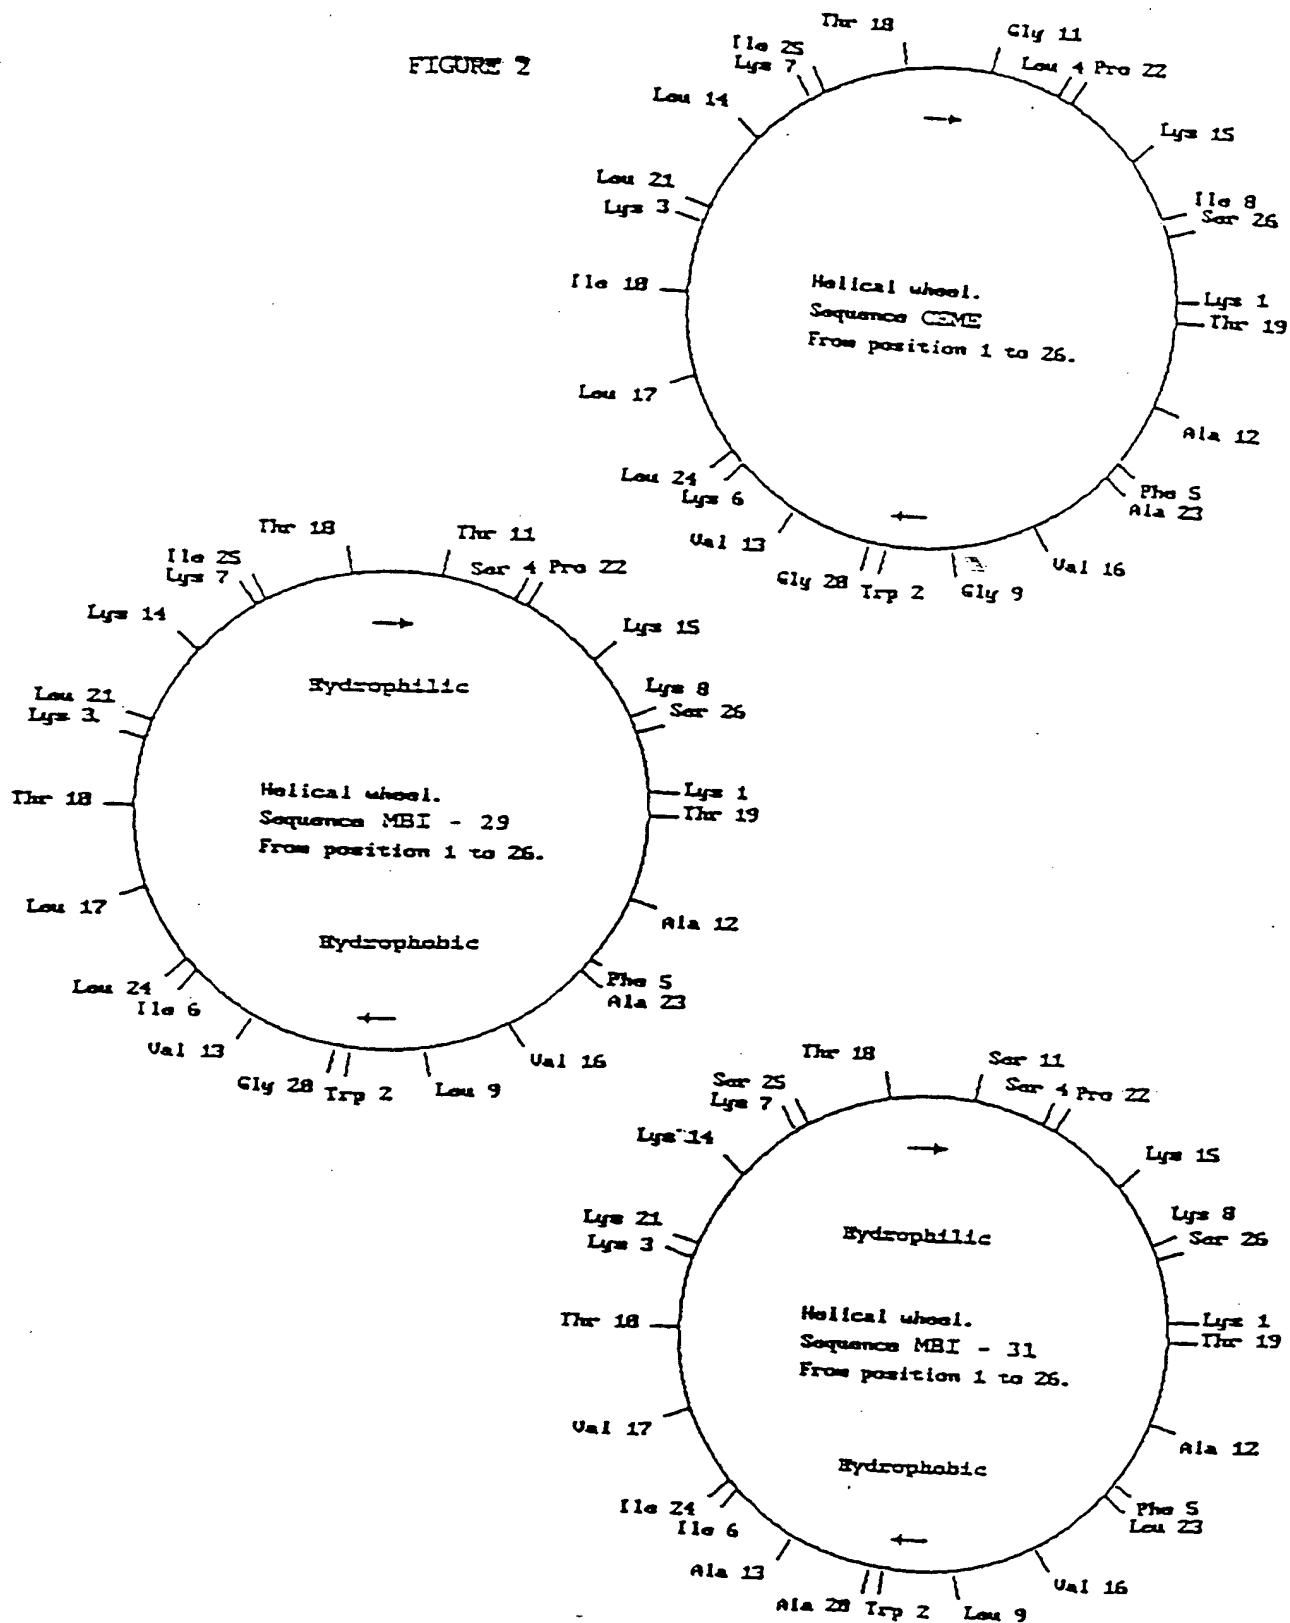 FIGURE 2
Thr 18
Gly 11
Ile 25
Lys 7
Leu 4 Pro 22
Leu 14
Lys 15
Leu 21
Lys 3
Ile 8
Ser 26
Ile 10
Lys 1
Thr 19
Helical wheel.
Sequence CEME
From position 1 to 26.
Leu 17
Ala 12
Leu 24
Lys 6
Phe 5
Ala 23
Val 13
Val 16
Gly 20 Trp 2
Gly 9
Thr 18
Thr 11
Ile 25
Lys 7
Ser 4 Pro 22
Lys 14
Lys 15
Hydrophilic
Leu 21
Lys 3
Lys 8
Ser 26
Thr 10
Lys 1
Thr 19
Helical wheel.
Sequence MBI - 29
From position 1 to 26.
Leu 17
Ala 12
Hydrophobic
Leu 24
Ile 6
Phe 5
Ala 23
Val 13
Val 16
Gly 20 Trp 2
Leu 9
Thr 18
Ser 11
Ser 25
Lys 7
Ser 4 Pro 22
Lys 14
Lys 15
Lys 21
Lys 3
Hydrophilic
Lys 8
Ser 26
Thr 10
Lys 1
Thr 19
Helical wheel.
Sequence MBI - 31
From position 1 to 26.
Val 17
Ala 12
Hydrophobic
Ile 24
Ile 6
Phe 5
Leu 23
Ala 13
Val 16
Ala 20 Trp 2
Leu 9